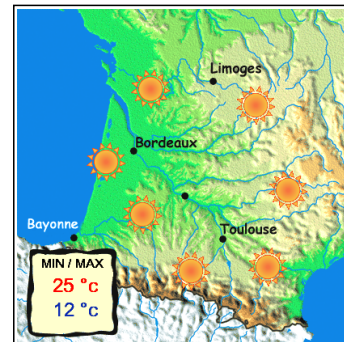 Limoges
Bordeaux
Bayonne
Toulouse
MIN / MAX
25 °c
12 °c